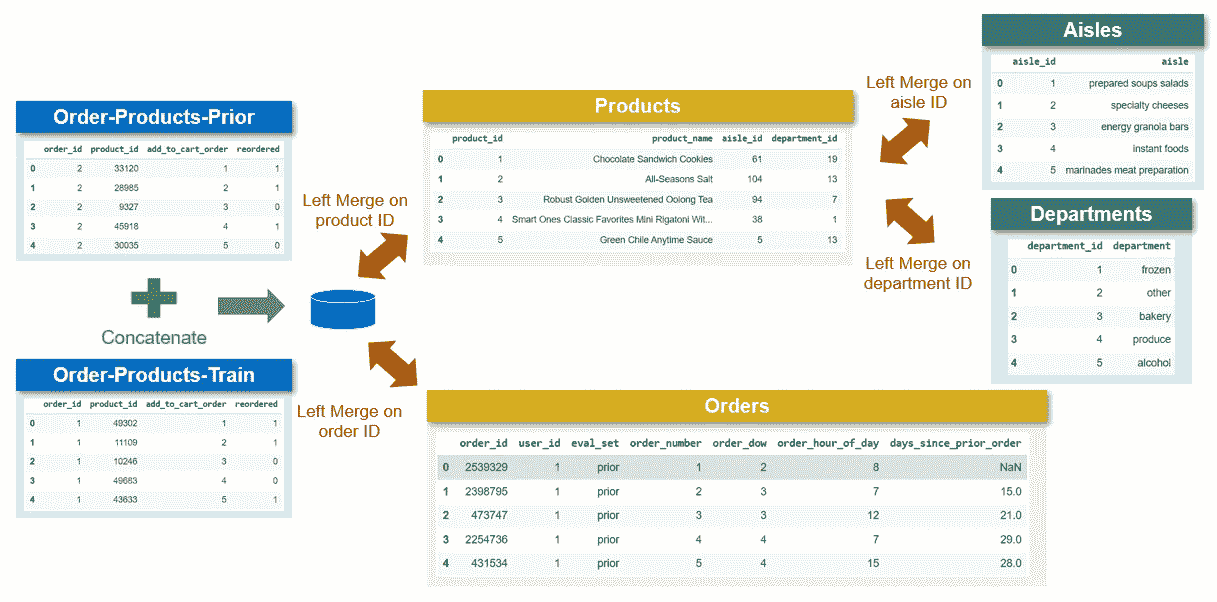 Order-Products-Prior
order_id product_id add_to_cart_order reordered
0 2 33120 1 1
1 2 28985 2 1
2 2 9327 3 0
3 2 45918 4 1
4 2 30035 5 0
Concatenate
Order-Products-Train
order_id product_id add_to_cart_order reordered
0 1 49302 1 1
1 1 11109 2 1
2 1 10246 3 0
3 1 49683 4 0
4 1 43633 5 1
Left Merge on
product ID
Left Merge on
order ID
Products
product_id product_name aisle_id department_id
0 1 Chocolate Sandwich Cookies 61 19
1 2 All-Seasons Salt 104 13
2 3 Robust Golden Unsweetened Oolong Tea 94 7
3 4 Smart Ones Classic Favorites Mini Rigatoni Wit... 38 1
4 5 Green Chile Anytime Sauce 5 13
Left Merge on
aisle ID
Left Merge on
department ID
Aisles
aisle_id aisle
0 1 prepared soups salads
1 2 specialty cheeses
2 3 energy granola bars
3 4 instant foods
4 5 marinades meat preparation
Departments
department_id department
0 1 frozen
1 2 other
2 3 bakery
3 4 produce
4 5 alcohol
Orders
order_id user_id eval_set order_number order_dow order_hour_of_day days_since_prior_order
0 2539329 1 prior 1 2 8 NaN
1 2398795 1 prior 2 3 7 15.0
2 473747 1 prior 3 3 12 21.0
3 2254736 1 prior 4 4 7 29.0
4 431534 1 prior 5 4 15 28.0